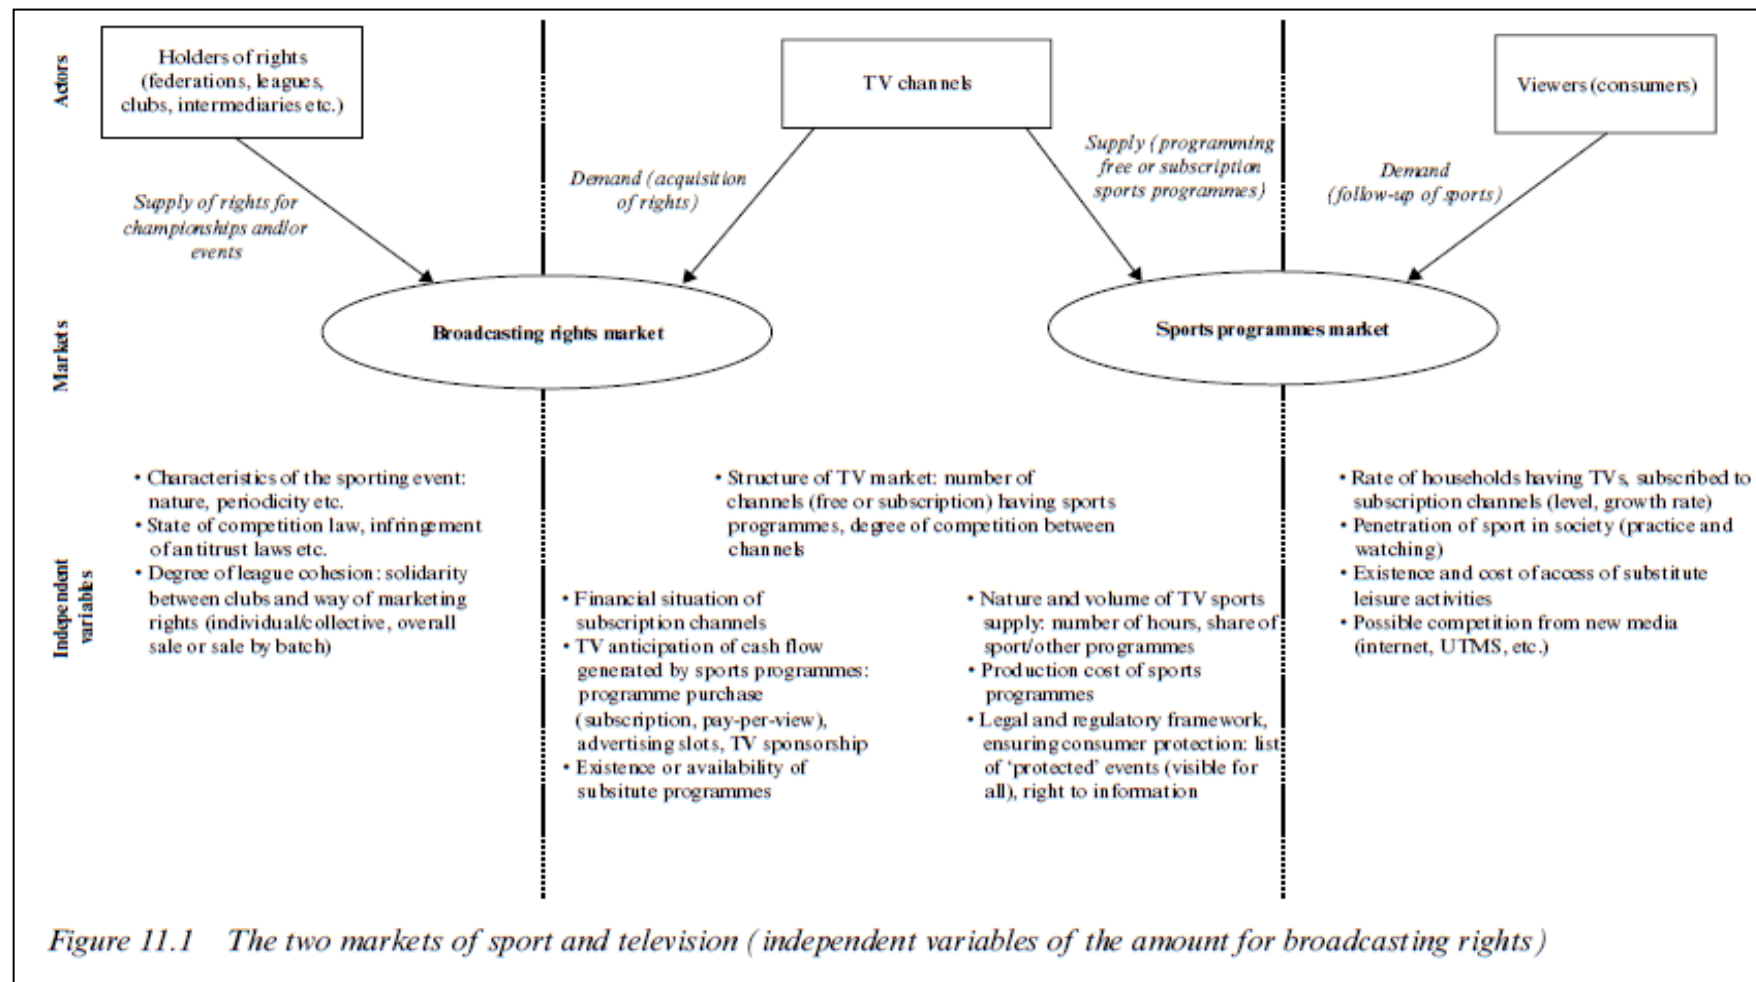 Actors
Holders of rights
(federations, leagues,
clubs, intermediaries etc.)
TV channels
Viewers (consumers)
Supply of rights for
championships and/or
events
Demand (acquisition
of rights)
Supply (programming
free or subscription
sports programmes)
Demand
(follow-up of sports)
Markets
Broadcasting rights market
Sports programmes market
Independent
variables
• Characteristics of the sporting event:
nature, periodicity etc.
• State of competition law, infringement
of antitrust laws etc.
• Degree of league cohesion: solidarity
between clubs and way of marketing
rights (individual/collective, overall
sale or sale by batch)
• Structure of TV market: number of
channels (free or subscription) having sports
programmes, degree of competition between
channels
• Financial situation of
subscription channels
• TV anticipation of cash flow
generated by sports programmes:
programme purchase
(subscription, pay-per-view),
advertising slots, TV sponsorship
• Existence or availability of
subsitute programmes
• Nature and volume of TV sports
supply: number of hours, share of
sport/other programmes
• Production cost of sports
programmes
• Legal and regulatory framework,
ensuring consumer protection: list
of ‘protected’ events (visible for
all), right to information
• Rate of households having TVs, subscribed to
subscription channels (level, growth rate)
• Penetration of sport in society (practice and
watching)
• Existence and cost of access of substitute
leisure activities
• Possible competition from new media
(internet, UTMS, etc.)
Figure 11.1 The two markets of sport and television (independent variables of the amount for broadcasting rights)